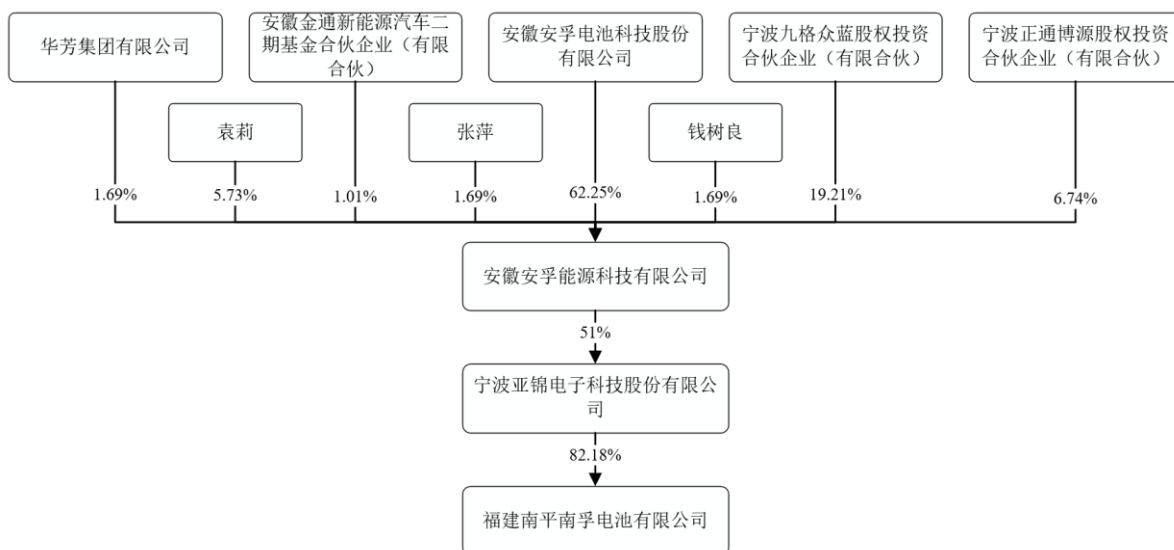 华芳集团有限公司
安徽金通新能源汽车二
期基金合伙企业（有限
合伙）
安徽安孚电池科技股份
有限公司
宁波九格众蓝股权投资
合伙企业（有限合伙）
宁波正通博源股权投资
合伙企业（有限合伙）
袁莉
张萍
钱树良
1.69%
5.73%
1.01%
1.69%
62.25%
1.69%
19.21%
6.74%
安徽安孚能源科技有限公司
51%
宁波亚锦电子科技股份有限公
司
82.18%
福建南平南孚电池有限公司